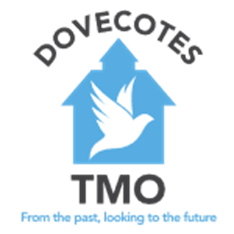 DOVECOTES
TMO
From the past, looking to the future